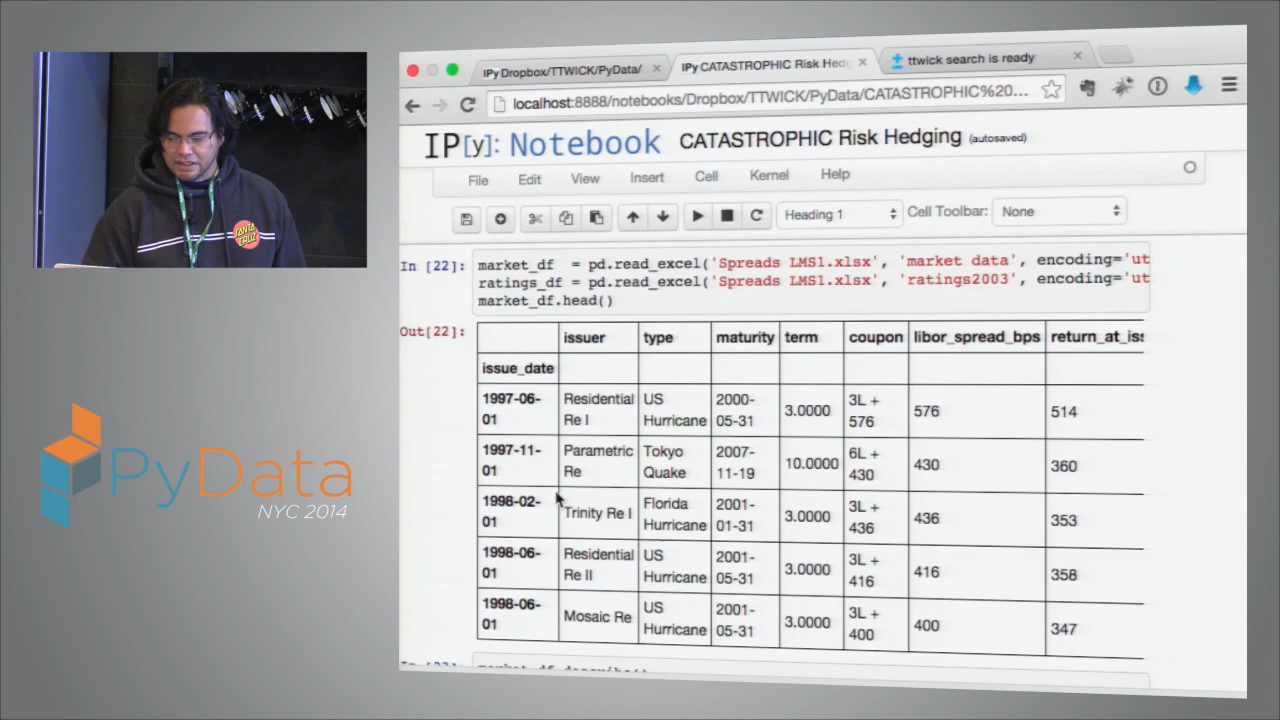 IPy Dropbox/TTWICK/PyData/
IPy CATASTROPHIC Risk Hedg
ttwick search is ready
localhost:8888/notebooks/Dropbox/TTWICK/PyData/CATASTROPHIC%20...
IP[y]: Notebook CATASTROPHIC Risk Hedging (autosaved)
File Edit View Insert Cell Kernel Help
Heading 1 Cell Toolbar: None
In [22]: market_df = pd.read_excel('Spreads LMS1.xlsx', 'market data', encoding='ut
ratings_df = pd.read_excel('Spreads LMS1.xlsx', 'ratings2003', encoding='ut
market_df.head()
Out[22]:
issuer type maturity term coupon libor_spread_bps return_at_iss
issue_date
1997-06-01 Residential Re I US Hurricane 2000-05-31 3.0000 3L + 576 576 514
1997-11-01 Parametric Re Tokyo Quake 2007-11-19 10.0000 6L + 430 430 360
1998-02-01 Trinity Re I Florida Hurricane 2001-01-31 3.0000 3L + 436 436 353
1998-06-01 Residential Re II US Hurricane 2001-05-31 3.0000 3L + 416 416 358
1998-06-01 Mosaic Re US Hurricane 2001-05-31 3.0000 3L + 400 400 347
In [23]: market_df.describe()
SANTA CRUZ
PyData
NYC 2014